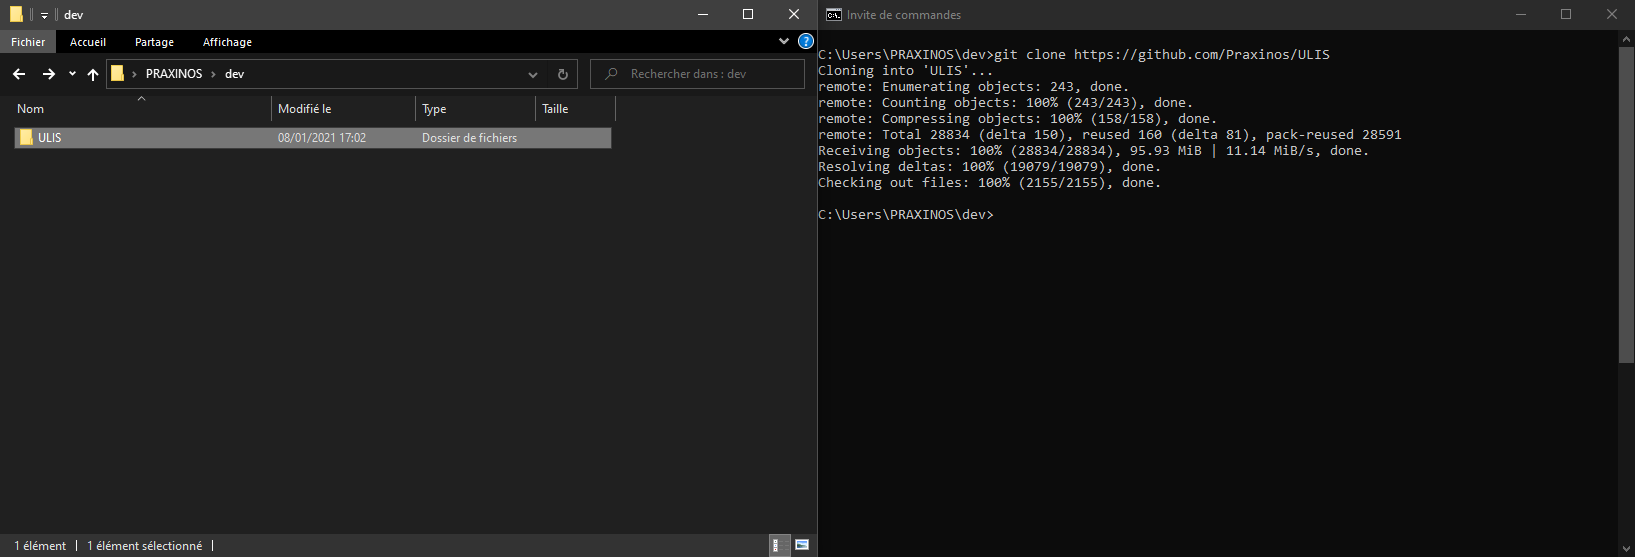 dev
Fichier Accueil Partage Affichage
PRAXINOS dev Rechercher dans : dev
Nom Modifié le Type Taille
ULIS 08/01/2021 17:02 Dossier de fichiers
1 élément 1 élément sélectionné
Invite de commandes
C:\Users\PRAXINOS\dev>git clone https://github.com/Praxinos/ULIS
Cloning into 'ULIS'...
remote: Enumerating objects: 243, done.
remote: Counting objects: 100% (243/243), done.
remote: Compressing objects: 100% (158/158), done.
remote: Total 28834 (delta 150), reused 160 (delta 81), pack-reused 28591
Receiving objects: 100% (28834/28834), 95.93 MiB | 11.14 MiB/s, done.
Resolving deltas: 100% (19079/19079), done.
Checking out files: 100% (2155/2155), done.
C:\Users\PRAXINOS\dev>